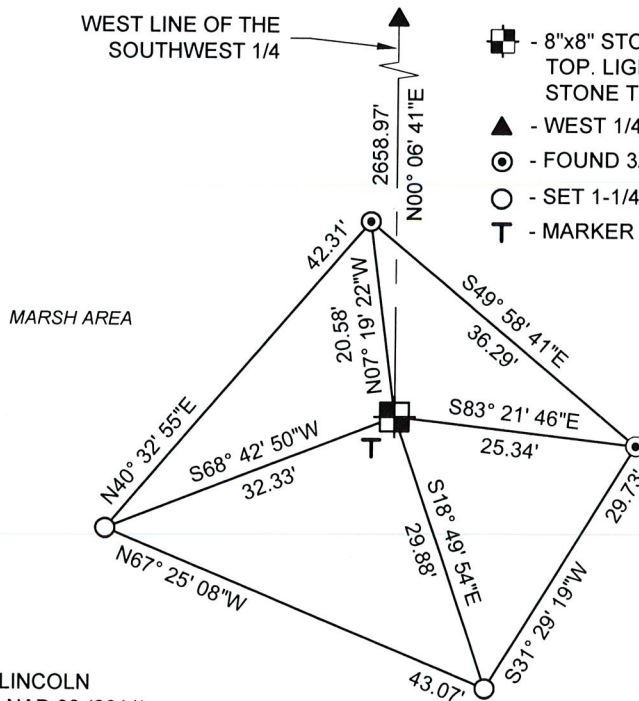 WEST LINE OF THE
SOUTHWEST 1/4
- 8"x8"
TOP.
STONE
- WEST 1/4
- FOUND
- SET 1-1/4
T - MARKER
2658.97'
N00° 06' 41"E
42.31'
N40° 32' 55"E
MARSH AREA
20.58'
N07° 19' 22"W
S49° 58' 41"E
36.29'
S83° 21' 46"E
25.34'
S68° 42' 50"W
32.33'
T
S18° 49' 54"E
29.88'
29.73'
S31° 29' 19"W
N67° 25' 08"W
43.07'
LINCOLN